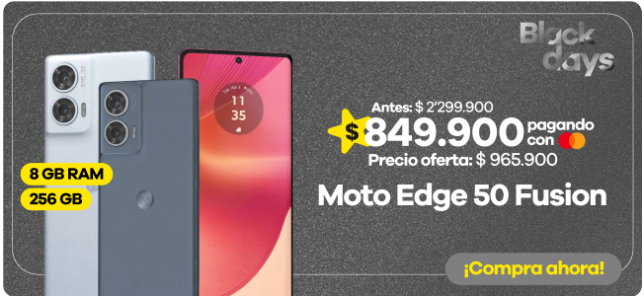 Black
days
Antes: $ 2'299.900
$849.900 pagando con
Precio oferta: $ 965.900
8 GB RAM
256 GB
Moto Edge 50 Fusion
11
35
¡Compra ahora!